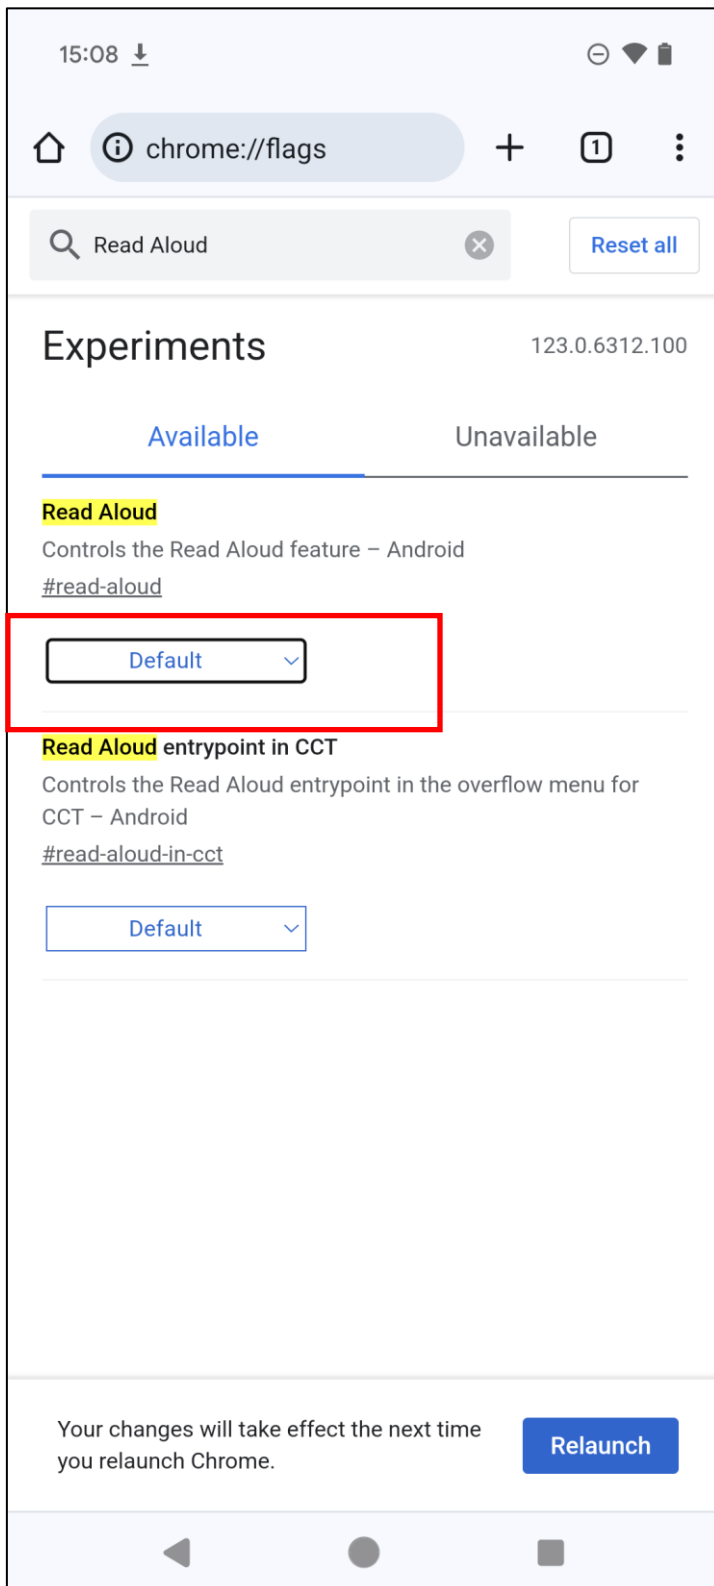 15:08
chrome://flags
1
Read Aloud
Reset all
Experiments
123.0.6312.100
Available
Unavailable
Read Aloud
Controls the Read Aloud feature – Android
#read-aloud
Default
Read Aloud entrypoint in CCT
Controls the Read Aloud entrypoint in the overflow menu for
CCT – Android
#read-aloud-in-cct
Default
Your changes will take effect the next time
you relaunch Chrome.
Relaunch